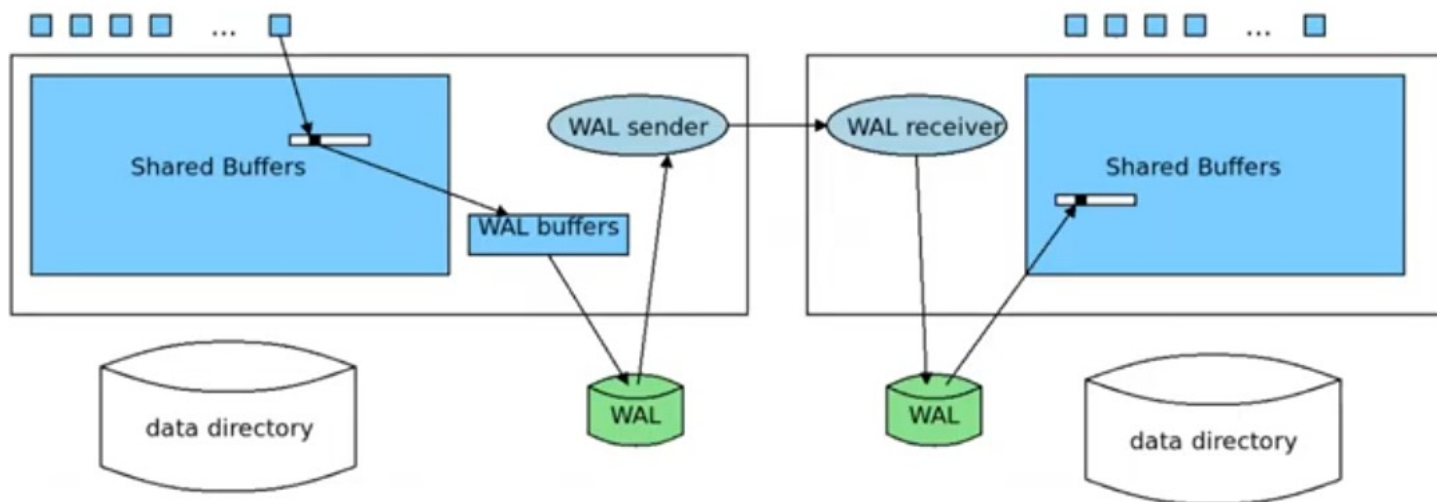 ...
...
WAL sender
WAL receiver
Shared Buffers
Shared Buffers
WAL buffers
WAL
WAL
data directory
data directory